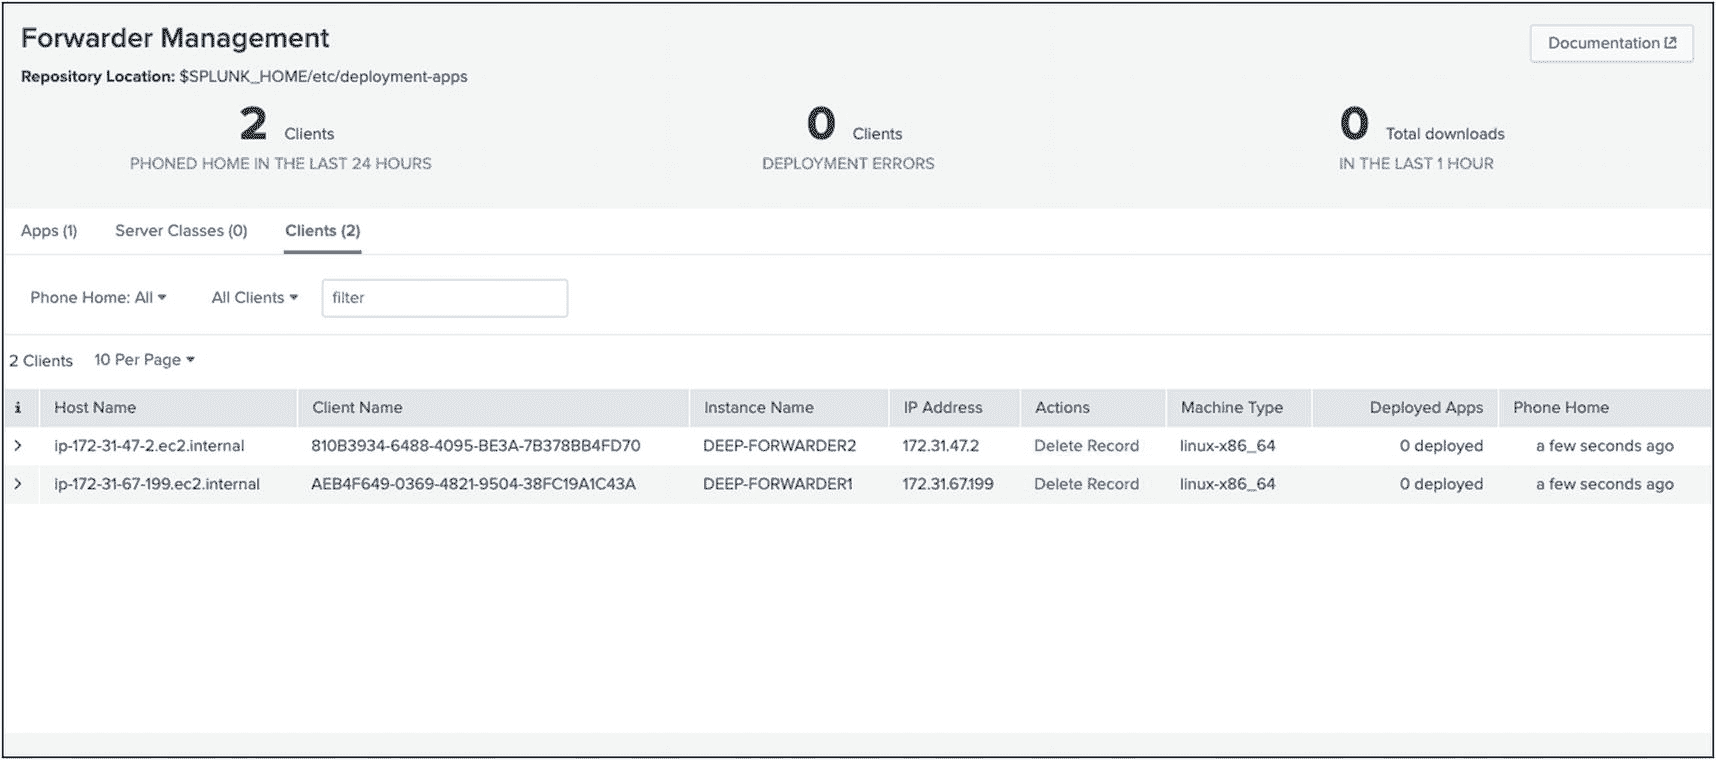 Forwarder Management
Documentation
Repository Location: $SPLUNK_HOME/etc/deployment-apps
2 Clients
PHONED HOME IN THE LAST 24 HOURS
0 Clients
DEPLOYMENT ERRORS
0 Total downloads
IN THE LAST 1 HOUR
Apps (1) Server Classes (0) Clients (2)
Phone Home: All All Clients filter
2 Clients 10 Per Page
i Host Name Client Name Instance Name IP Address Actions Machine Type Deployed Apps Phone Home
ip-172-31-47-2.ec2.internal 810B3934-6488-4095-BE3A-7B378BB4FD70 DEEP-FORWARDER2 172.31.47.2 Delete Record linux-x86_64 0 deployed a few seconds ago
ip-172-31-67-199.ec2.internal AEB4F649-0369-4821-9504-38FC19A1C43A DEEP-FORWARDER1 172.31.67.199 Delete Record linux-x86_64 0 deployed a few seconds ago